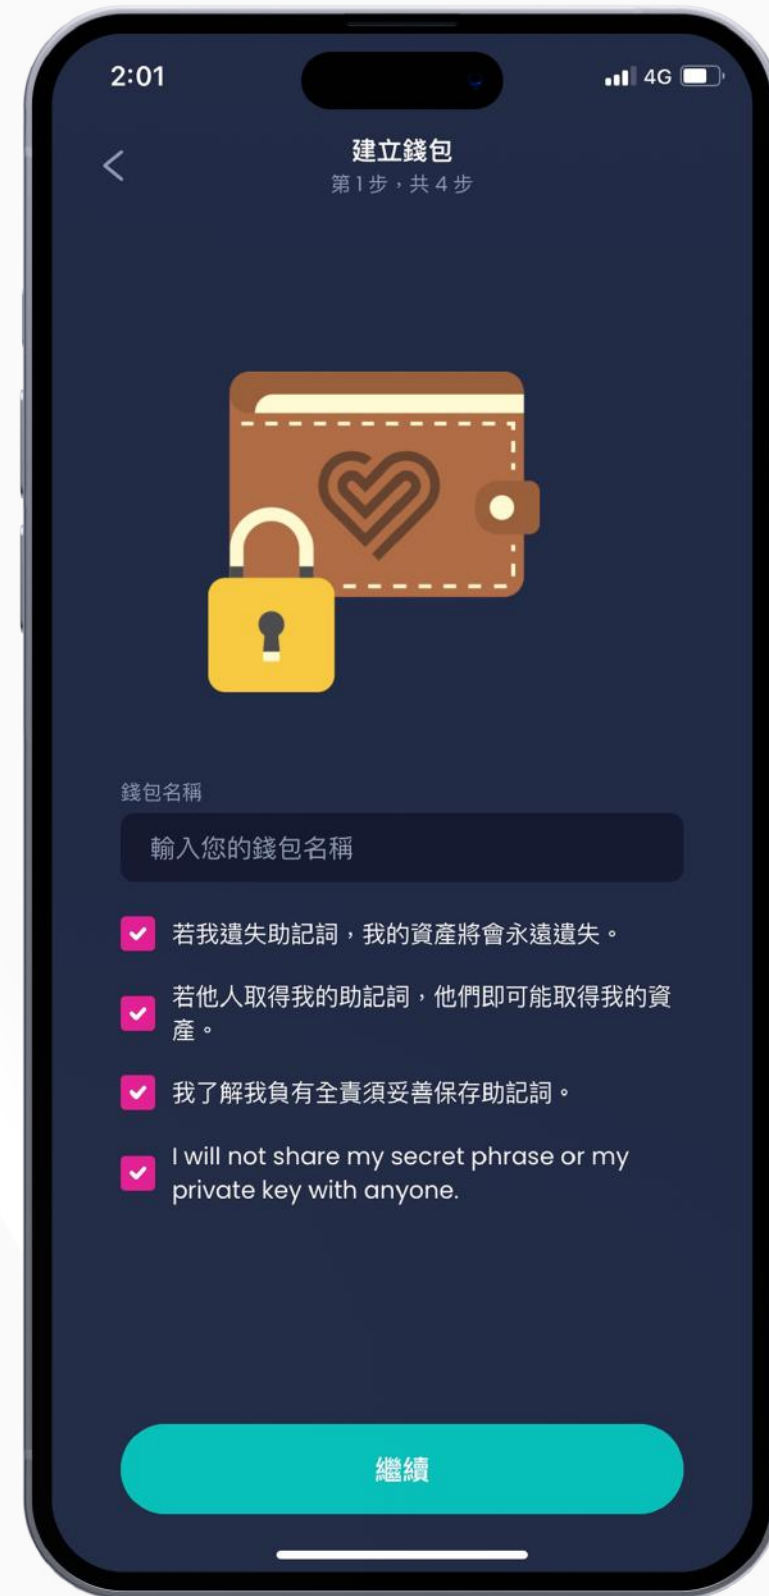 2:01
4G
建立錢包
第 1 步，共 4 步
錢包名稱
輸入您的錢包名稱
若我遺失助記詞，我的資產將會永遠遺失。
若他人取得我的助記詞，他們即可能取得我的資
產。
我了解我負有全責須妥善保存助記詞。
I will not share my secret phrase or my
private key with anyone.
繼續